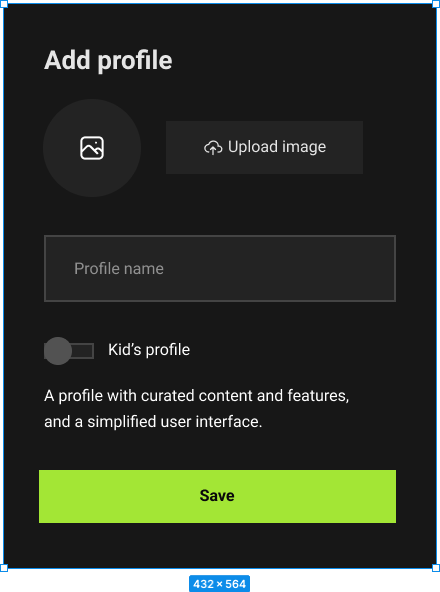 Add profile
Upload image
Profile name
Kid’s profile
A profile with curated content and features,
and a simplified user interface.
Save
432 × 564